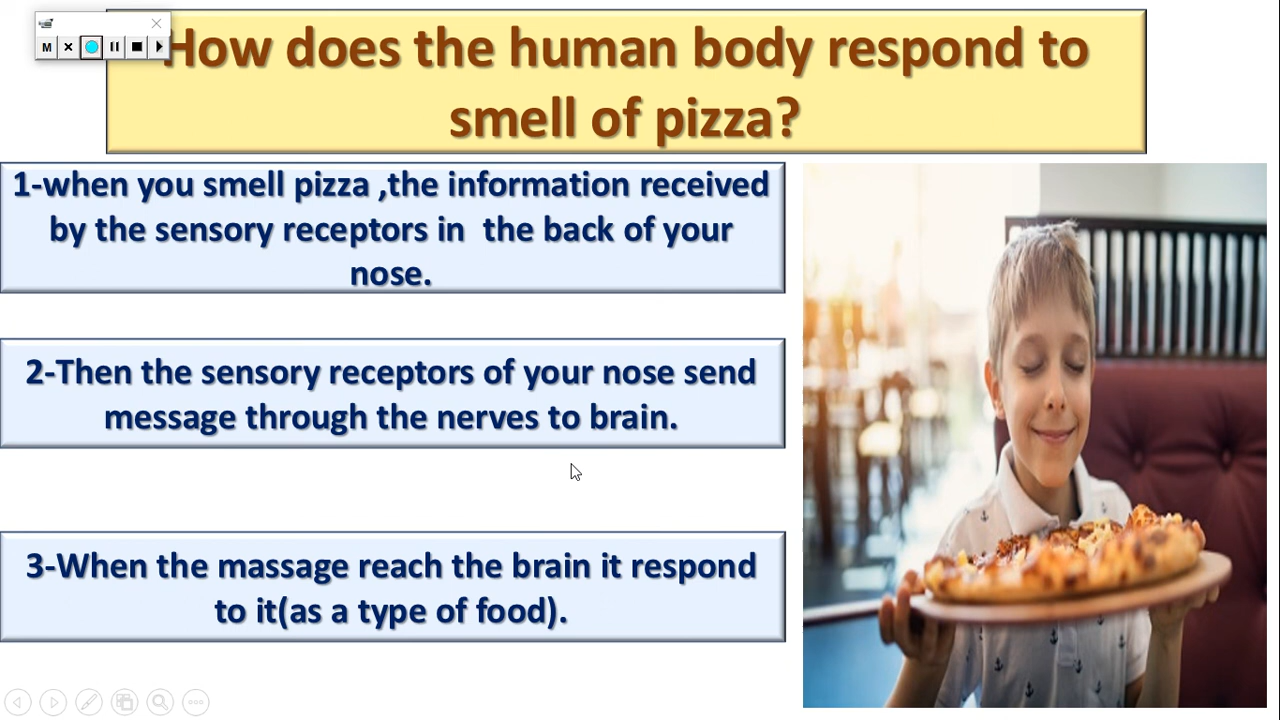 M
How does the human body respond to
smell of pizza?
1-when you smell pizza ,the information received
by the sensory receptors in  the back of your
nose.
2-Then the sensory receptors of your nose send
message through the nerves to brain.
3-When the massage reach the brain it respond
to it(as a type of food).